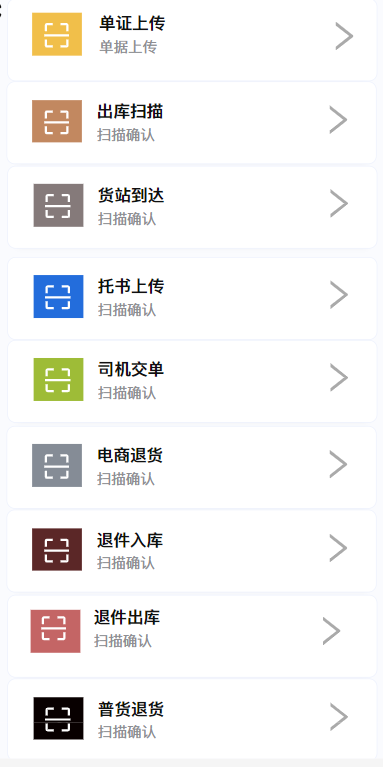 单证上传
单据上传
出库扫描
扫描确认
货站到达
扫描确认
托书上传
扫描确认
司机交单
扫描确认
电商退货
扫描确认
退件入库
扫描确认
退件出库
扫描确认
普货退货
扫描确认